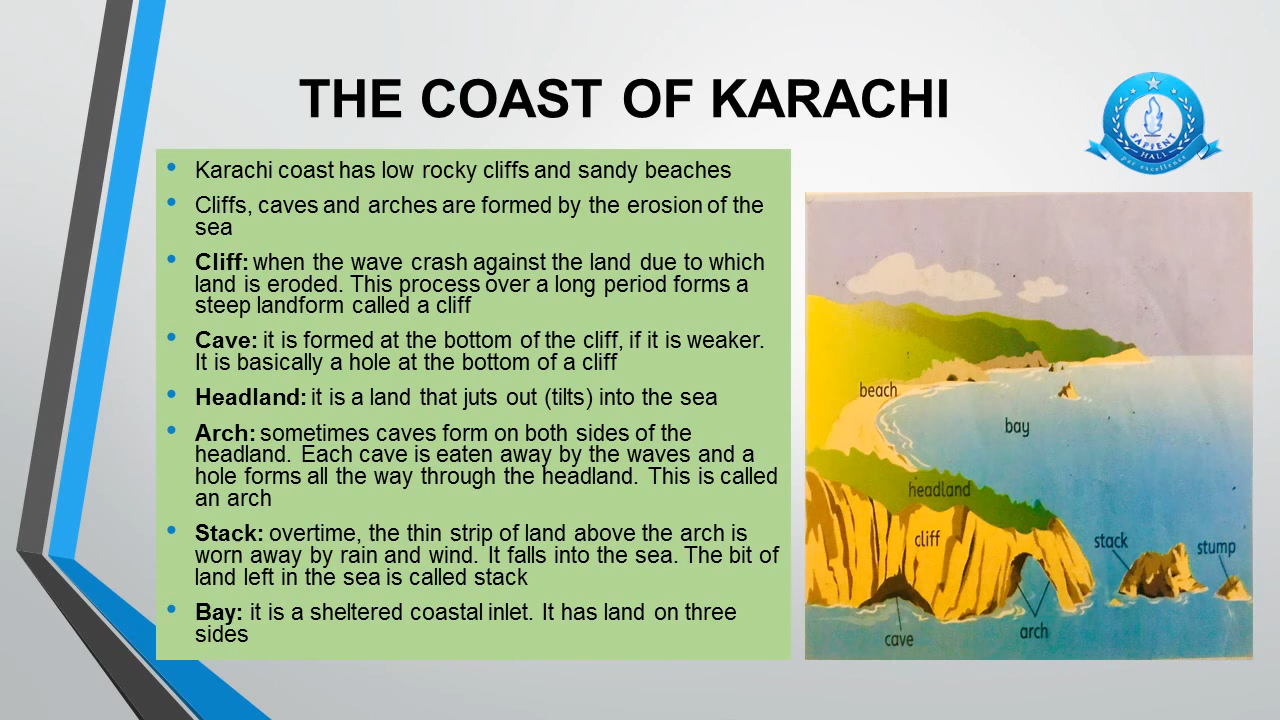 THE COAST OF KARACHI
SAPIENT
HALL
par excellence
• Karachi coast has low rocky cliffs and sandy beaches
• Cliffs, caves and arches are formed by the erosion of the
sea
• Cliff: when the wave crash against the land due to which
land is eroded. This process over a long period forms a
steep landform called a cliff
• Cave: it is formed at the bottom of the cliff, if it is weaker.
It is basically a hole at the bottom of a cliff
• Headland: it is a land that juts out (tilts) into the sea
• Arch: sometimes caves form on both sides of the
headland. Each cave is eaten away by the waves and a
hole forms all the way through the headland. This is called
an arch
• Stack: overtime, the thin strip of land above the arch is
worn away by rain and wind. It falls into the sea. The bit of
land left in the sea is called stack
• Bay: it is a sheltered coastal inlet. It has land on three
sides
beach
bay
headland
cliff
stack
stump
cave
arch